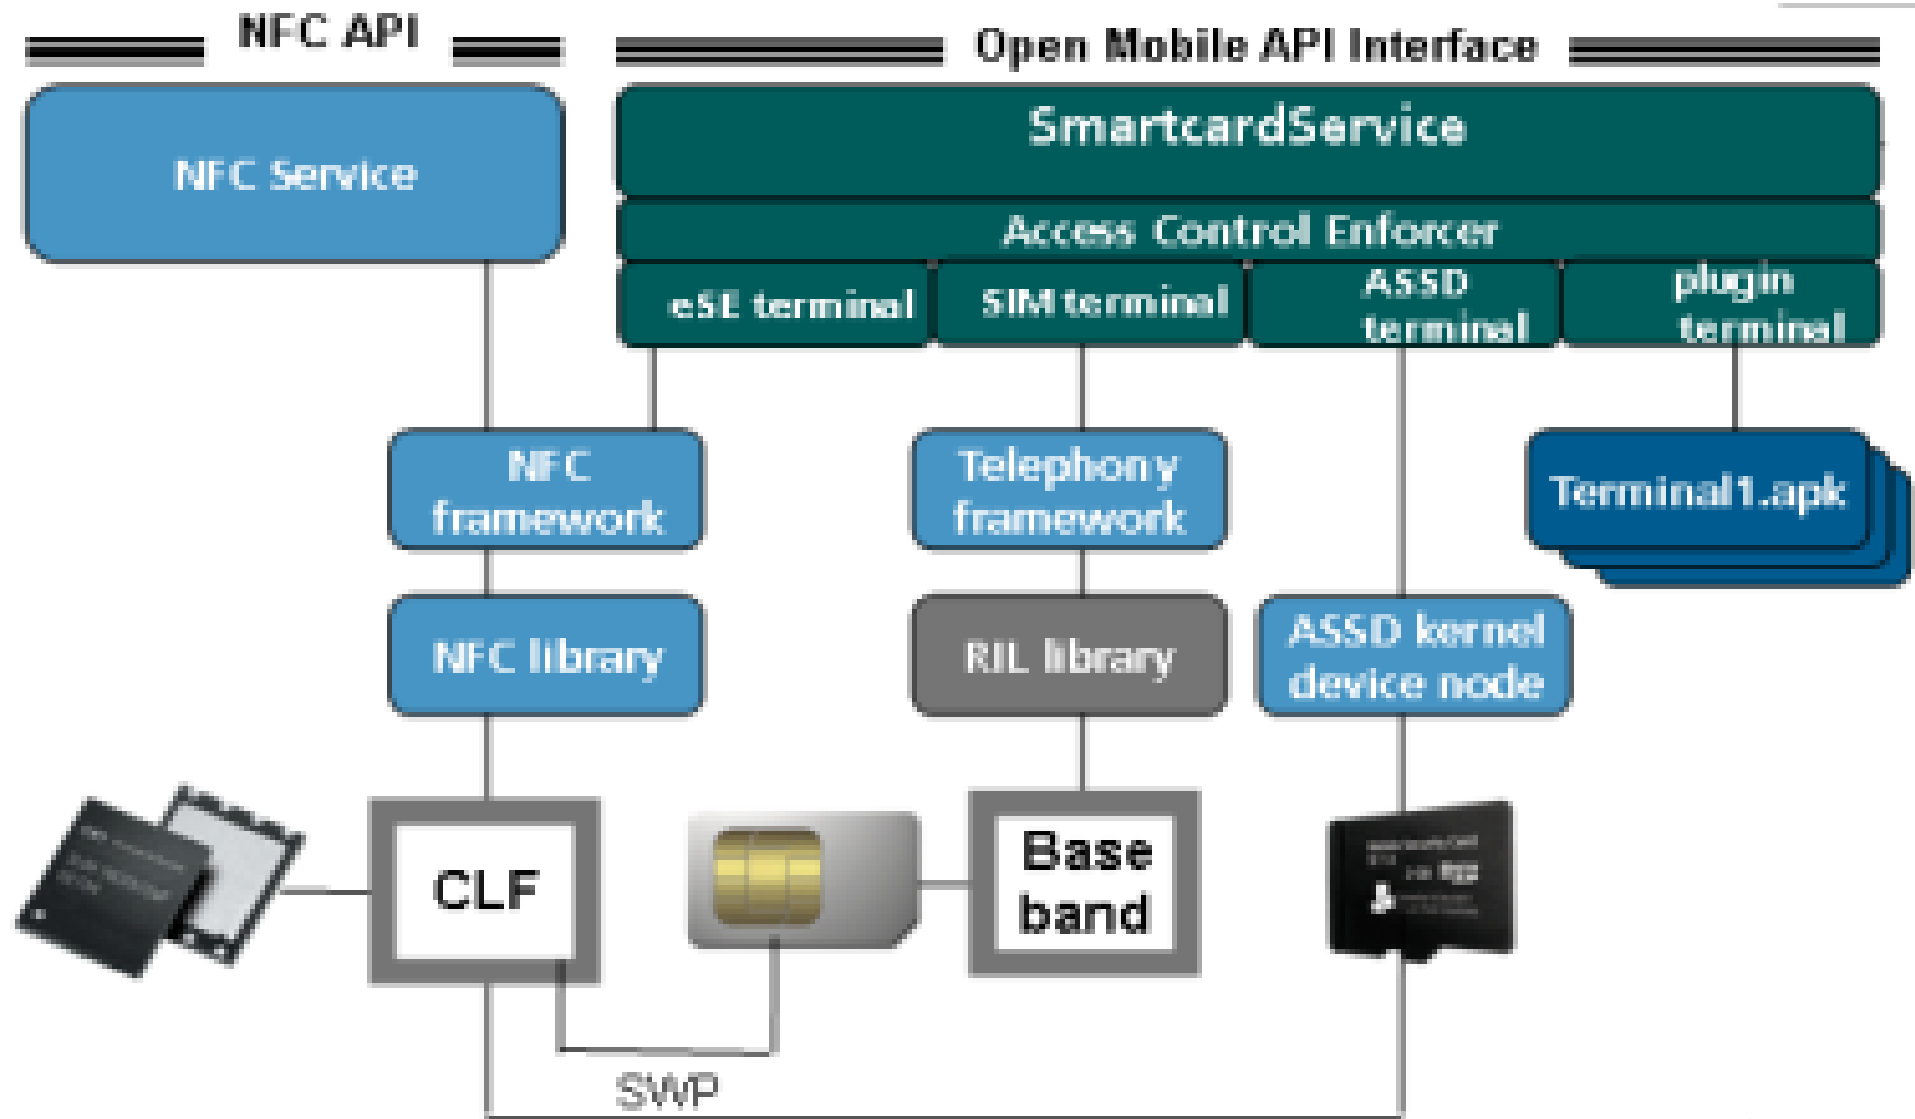 NFC API
Open Mobile API Interface
NFC Service
SmartcardService
Access Control Enforcer
eSE terminal
SIM terminal
ASSD
terminal
plugin
terminal
NFC
framework
Telephony
framework
Terminal1.apk
NFC library
RIL library
ASSD kernel
device node
CLF
Base
band
SWP